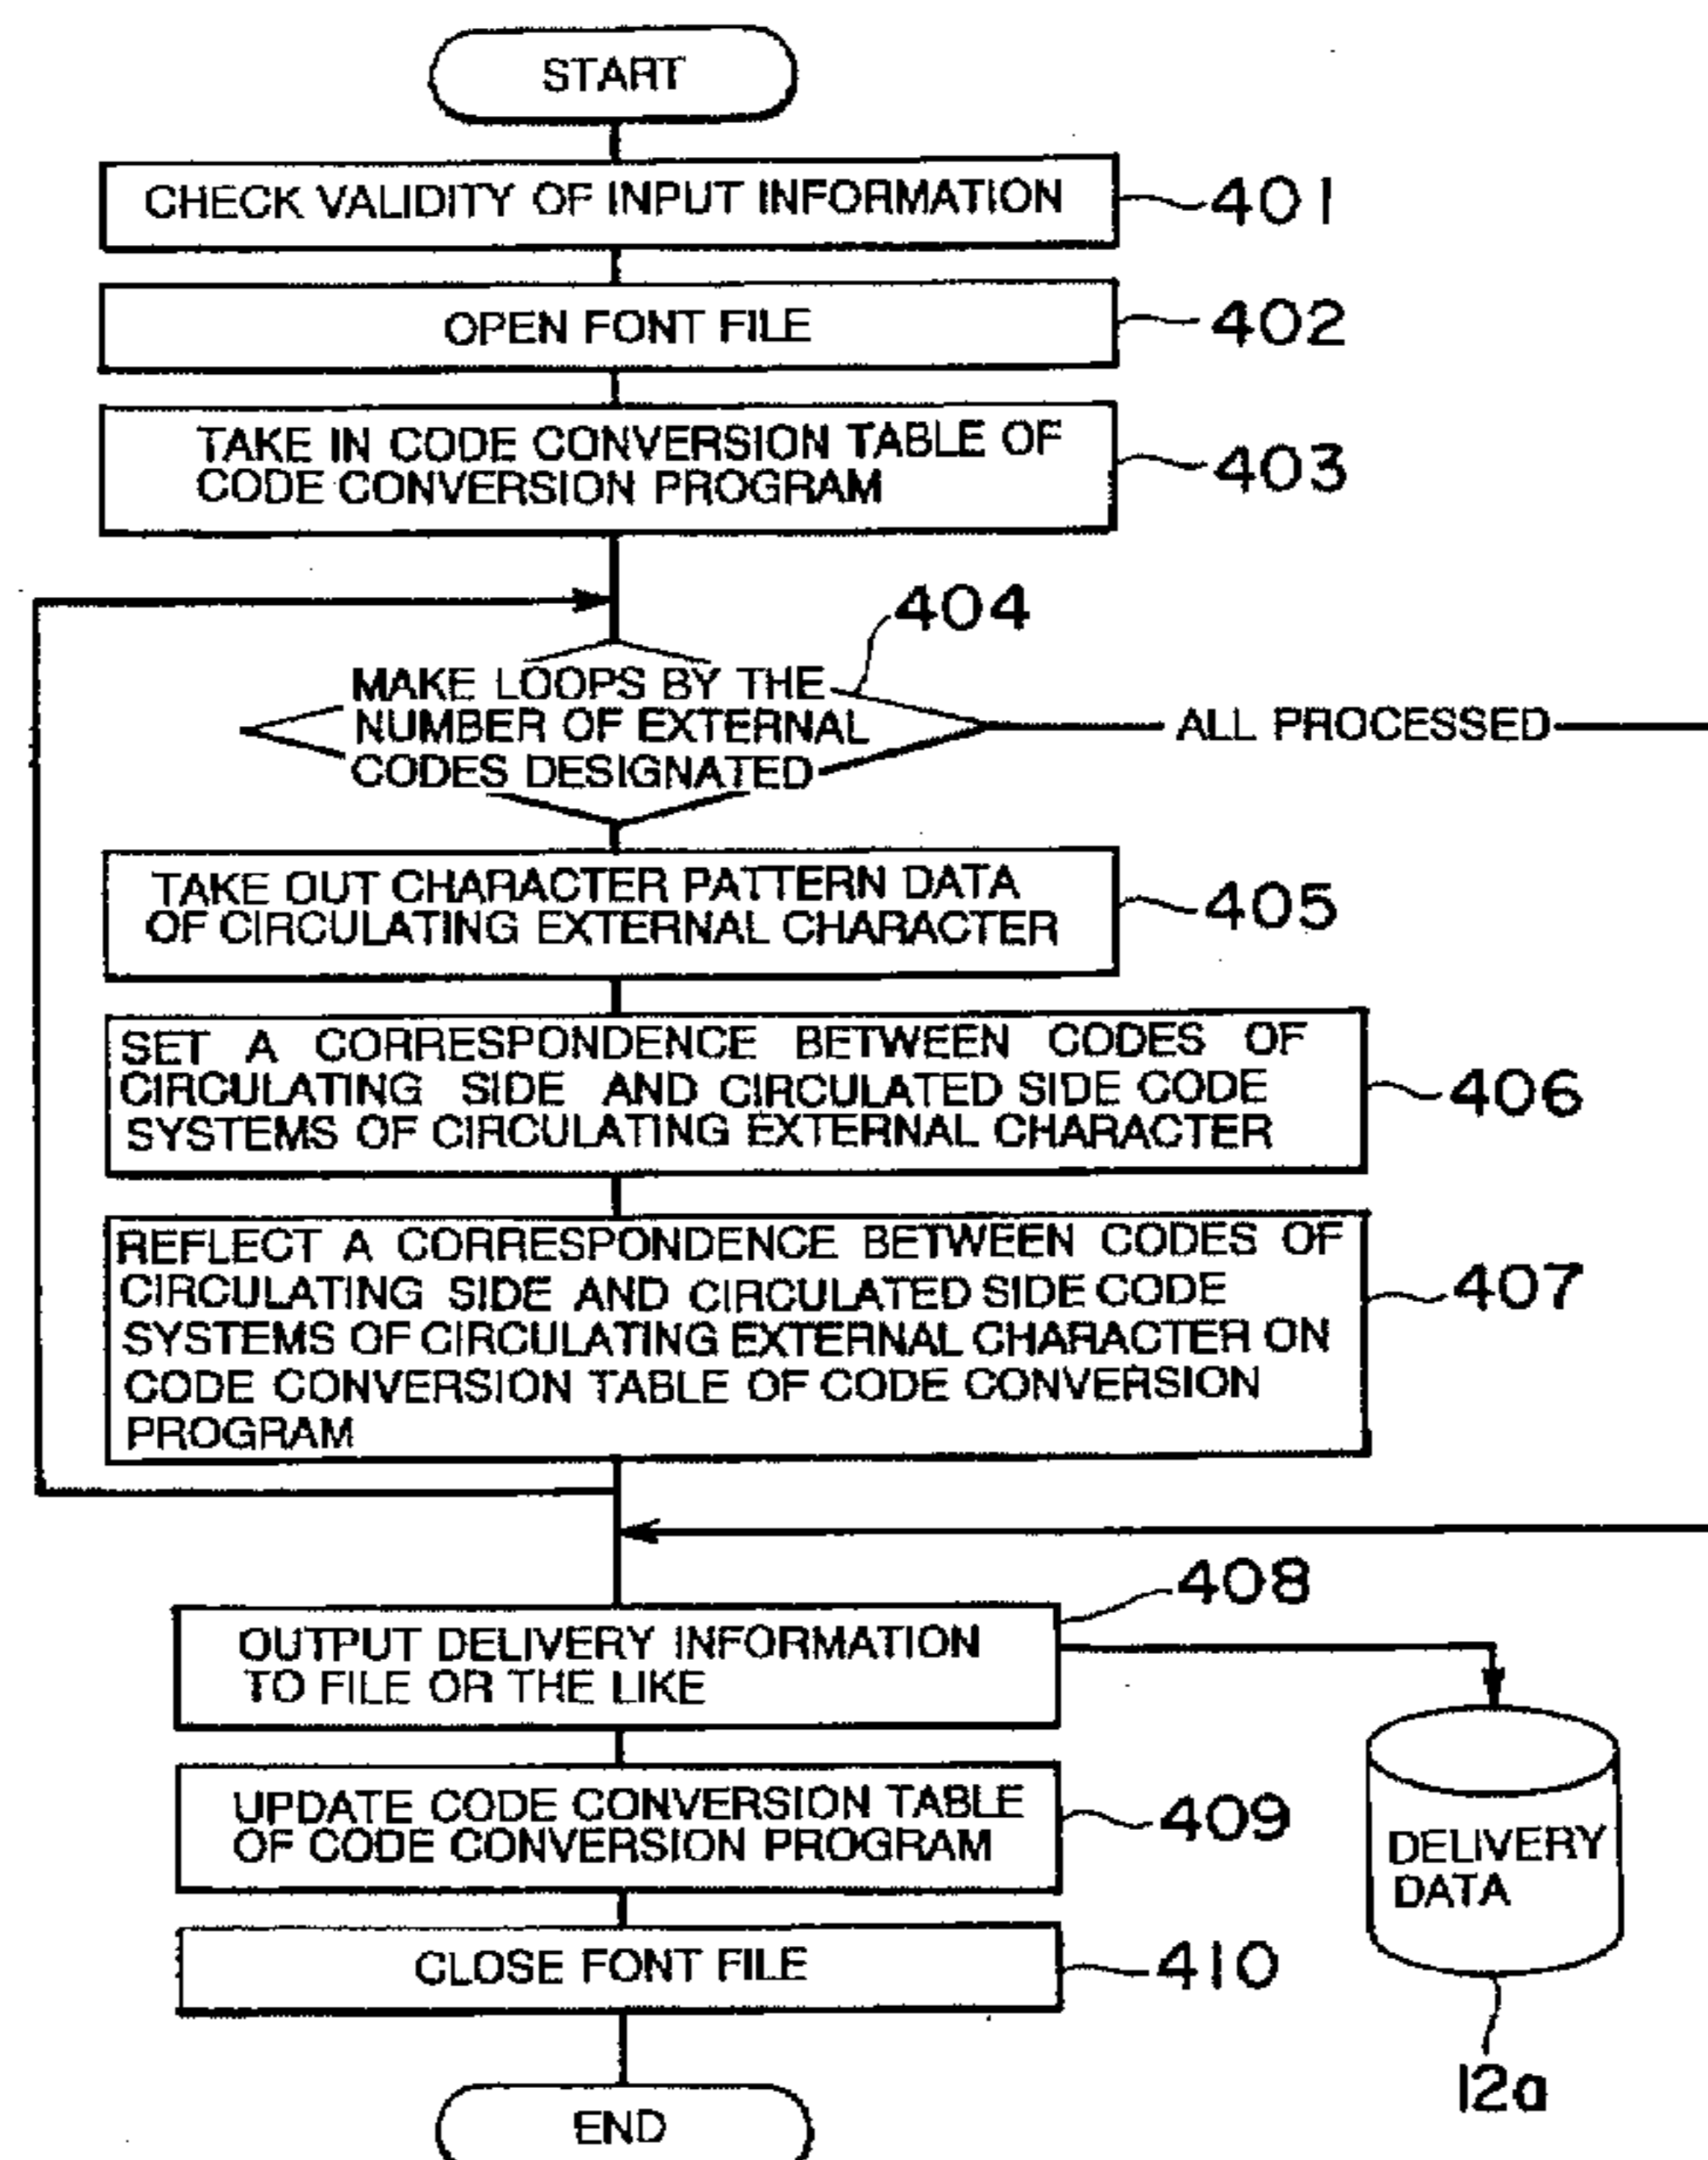 START
CHECK VALIDITY OF INPUT INFORMATION
401
OPEN FONT FILE
402
TAKE IN CODE CONVERSION TABLE OF
CODE CONVERSION PROGRAM
403
404
MAKE LOOPS BY THE
NUMBER OF EXTERNAL
CODES DESIGNATED
ALL PROCESSED
TAKE OUT CHARACTER PATTERN DATA
OF CIRCULATING EXTERNAL CHARACTER
405
SET A CORRESPONDENCE BETWEEN CODES OF
CIRCULATING SIDE AND CIRCULATED SIDE CODE
SYSTEMS OF CIRCULATING EXTERNAL CHARACTER
406
REFLECT A CORRESPONDENCE BETWEEN CODES OF
CIRCULATING SIDE AND CIRCULATED SIDE CODE
SYSTEMS OF CIRCULATING EXTERNAL CHARACTER ON
CODE CONVERSION TABLE OF CODE CONVERSION
PROGRAM
407
408
OUTPUT DELIVERY INFORMATION
TO FILE OR THE LIKE
UPDATE CODE CONVERSION TABLE
OF CODE CONVERSION PROGRAM
409
DELIVERY
DATA
CLOSE FONT FILE
410
12a
END